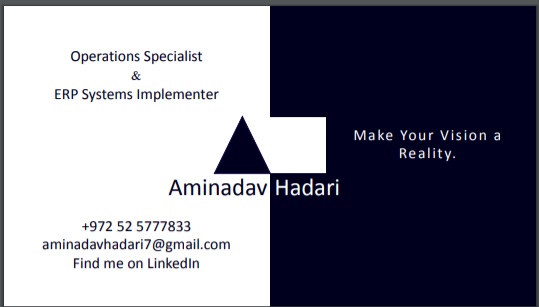 Operations Specialist
&
ERP Systems Implementer
Make Your Vision a
Reality.
Aminadav Hadari
+972 52 5777833
aminadavhadari7@gmail.com
Find me on LinkedIn